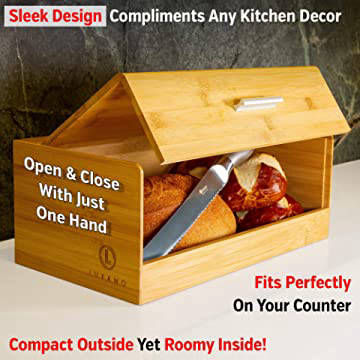 Sleek Design Compliments Any Kitchen Decor
Open & Close
With Just
One Hand
L
LUXANO
Fits Perfectly
On Your Counter
Compact Outside Yet Roomy Inside!